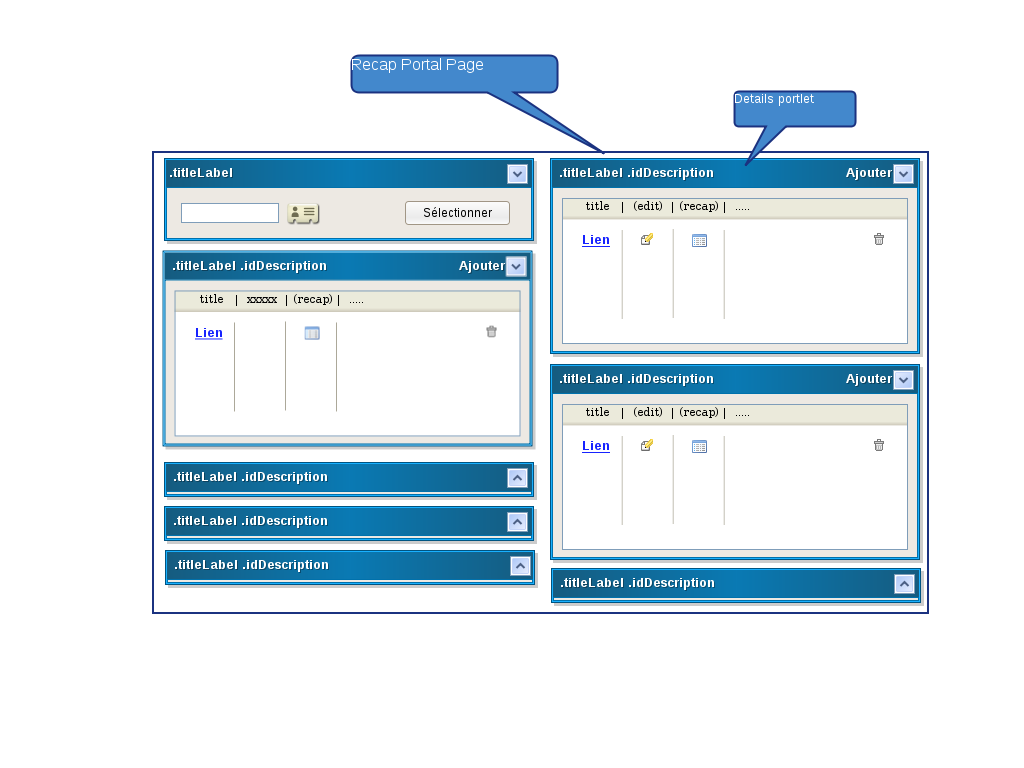 Recap Portal Page
Details portlet
.titleLabel
Sélectionner
.titleLabel .idDescription Ajouter
title | xxxxx | (recap) | .....
Lien
.titleLabel .idDescription
.titleLabel .idDescription
.titleLabel .idDescription
.titleLabel .idDescription Ajouter
title | (edit) | (recap) | .....
Lien
.titleLabel .idDescription Ajouter
title | (edit) | (recap) | .....
Lien
.titleLabel .idDescription